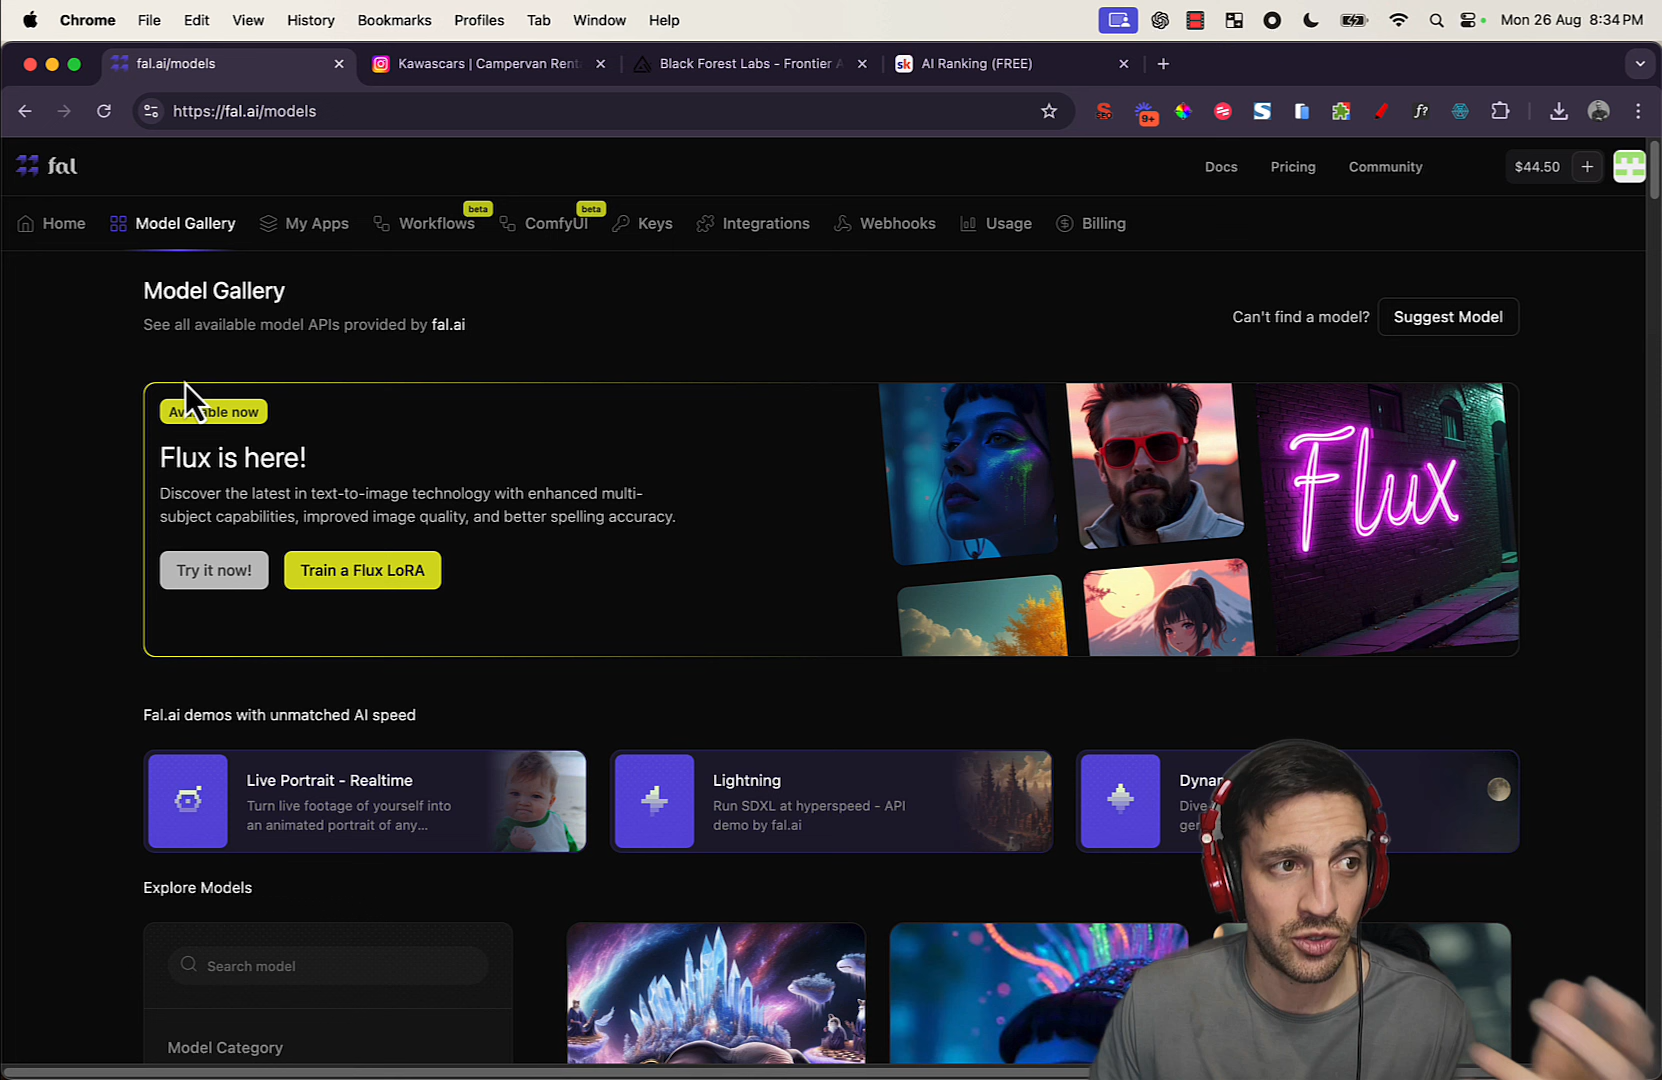 Chrome File Edit View History Bookmarks Profiles Tab Window Help Mon 26 Aug 8:34 PM
fal.ai/models Kawascars | Campervan Rent Black Forest Labs - Frontier A AI Ranking (FREE)
https://fal.ai/models 9+ f?
fal Docs Pricing Community $44.50 +
Home Model Gallery My Apps Workflows beta ComfyUI beta Keys Integrations Webhooks Usage Billing
Model Gallery
See all available model APIs provided by fal.ai
Can't find a model? Suggest Model
Available now
Flux is here!
Discover the latest in text-to-image technology with enhanced multi-
subject capabilities, improved image quality, and better spelling accuracy.
Try it now! Train a Flux LoRA
Flux
Fal.ai demos with unmatched AI speed
Live Portrait - Realtime
Turn live footage of yourself into
an animated portrait of any...
Lightning
Run SDXL at hyperspeed - API
demo by fal.ai
Explore Models
Search model
Model Category